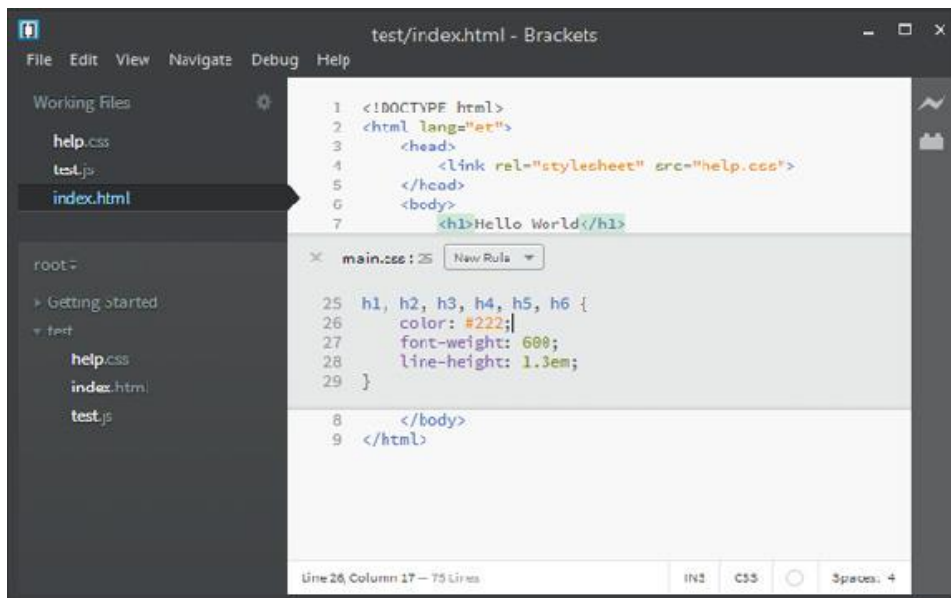 test/index.html - Brackets
File Edit View Navigate Debug Help
Working Files
help.css
test.js
index.html
root
Getting Started
test
help.css
index.html
test.js
1 <!DOCTYPE html>
2 <html lang="et">
3 <head>
4 <link rel="stylesheet" src="help.css">
5 </head>
6 <body>
7 <h1>Hello World</h1>
× main.css : 25 New Rule
25 h1, h2, h3, h4, h5, h6 {
26 color: #222;
27 font-weight: 600;
28 line-height: 1.3em;
29 }
8 </body>
9 </html>
Line 26, Column 17 — 75 Lines INS CSS Spaces: 4